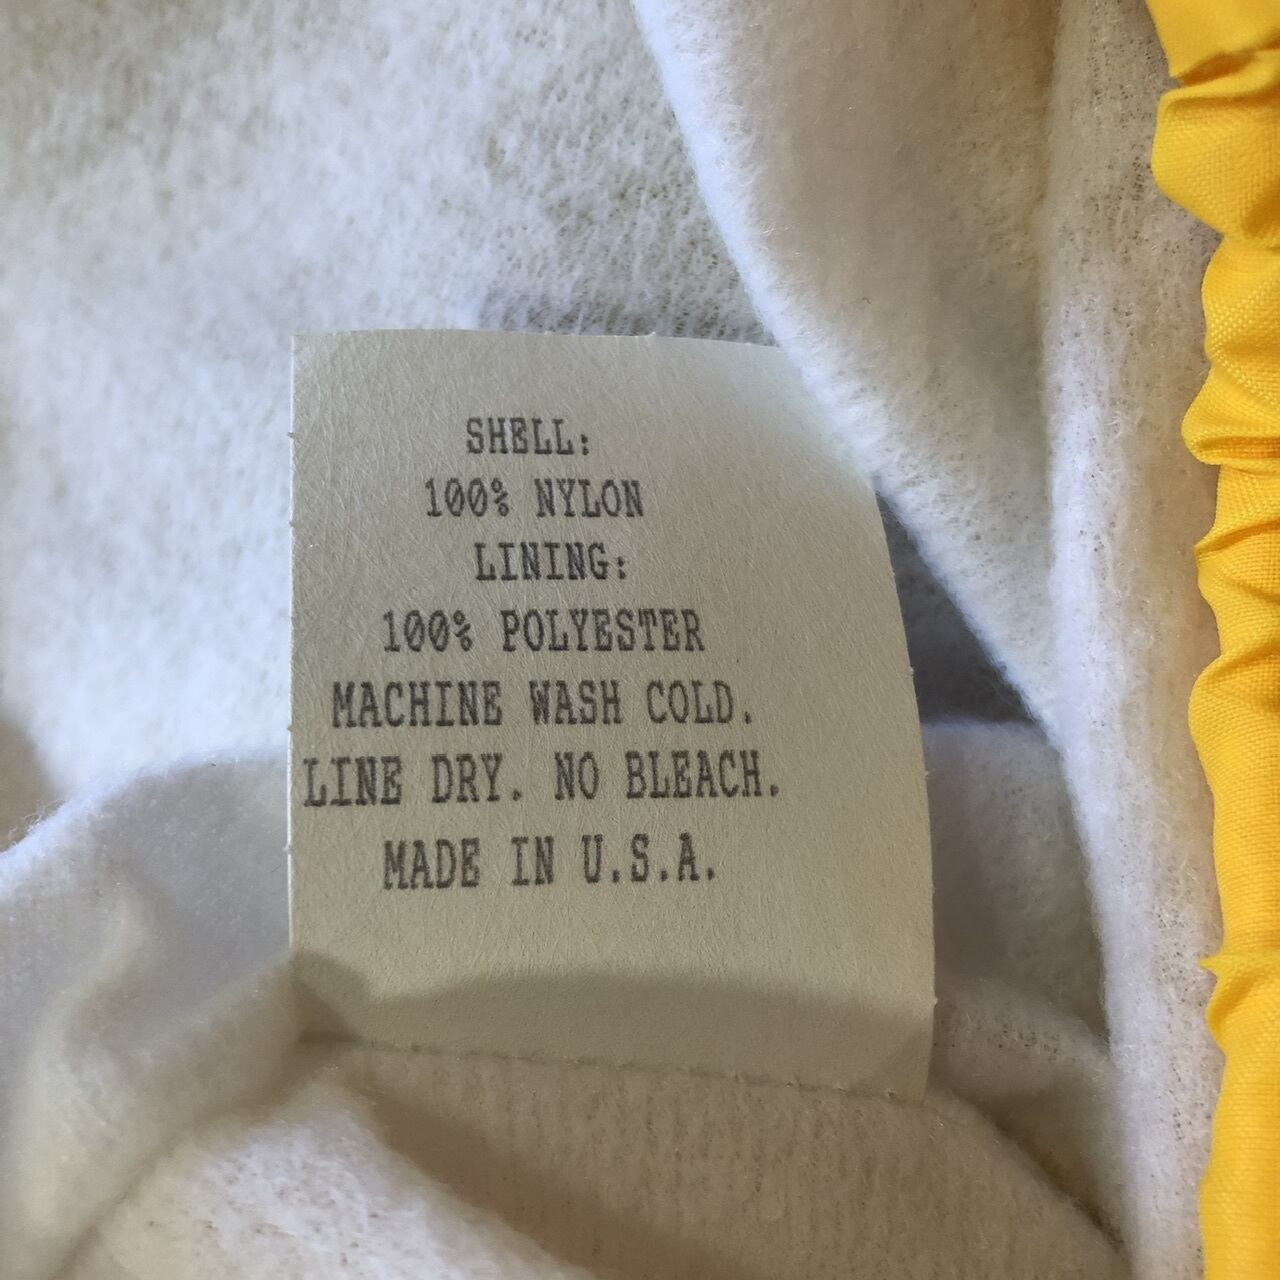 SHELL:
100% NYLON
LINING:
100% POLYESTER
MACHINE WASH COLD.
LINE DRY. NO BLEACH.
MADE IN U.S.A.